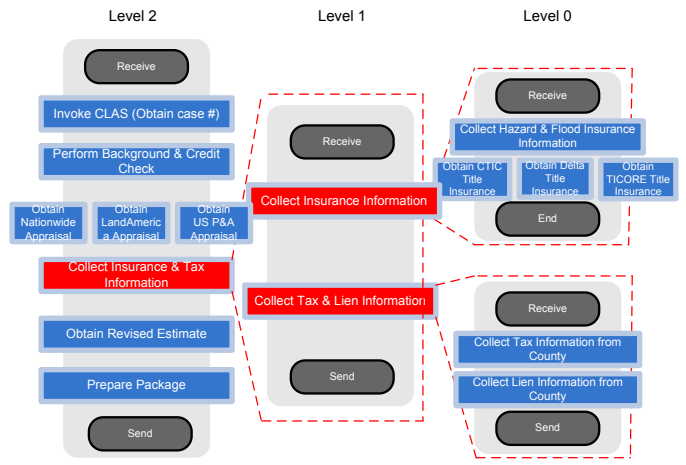 Level 2
Level 1
Level 0
Receive
Invoke CLAS (Obtain case #)
Perform Background & Credit
Check
Obtain
Nationwide
Appraisal
Obtain
LandAmeric
a Appraisal
Obtain
US P&A
Appraisal
Collect Insurance & Tax
Information
Obtain Revised Estimate
Prepare Package
Send
Receive
Collect Insurance Information
Collect Tax & Lien Information
Send
Receive
Collect Hazard & Flood Insurance
Information
Obtain CTIC
Title
Insurance
Obtain Delta
Title
Insurance
Obtain
TICORE Title
Insurance
End
Receive
Collect Tax Information from
County
Collect Lien Information from
County
Send